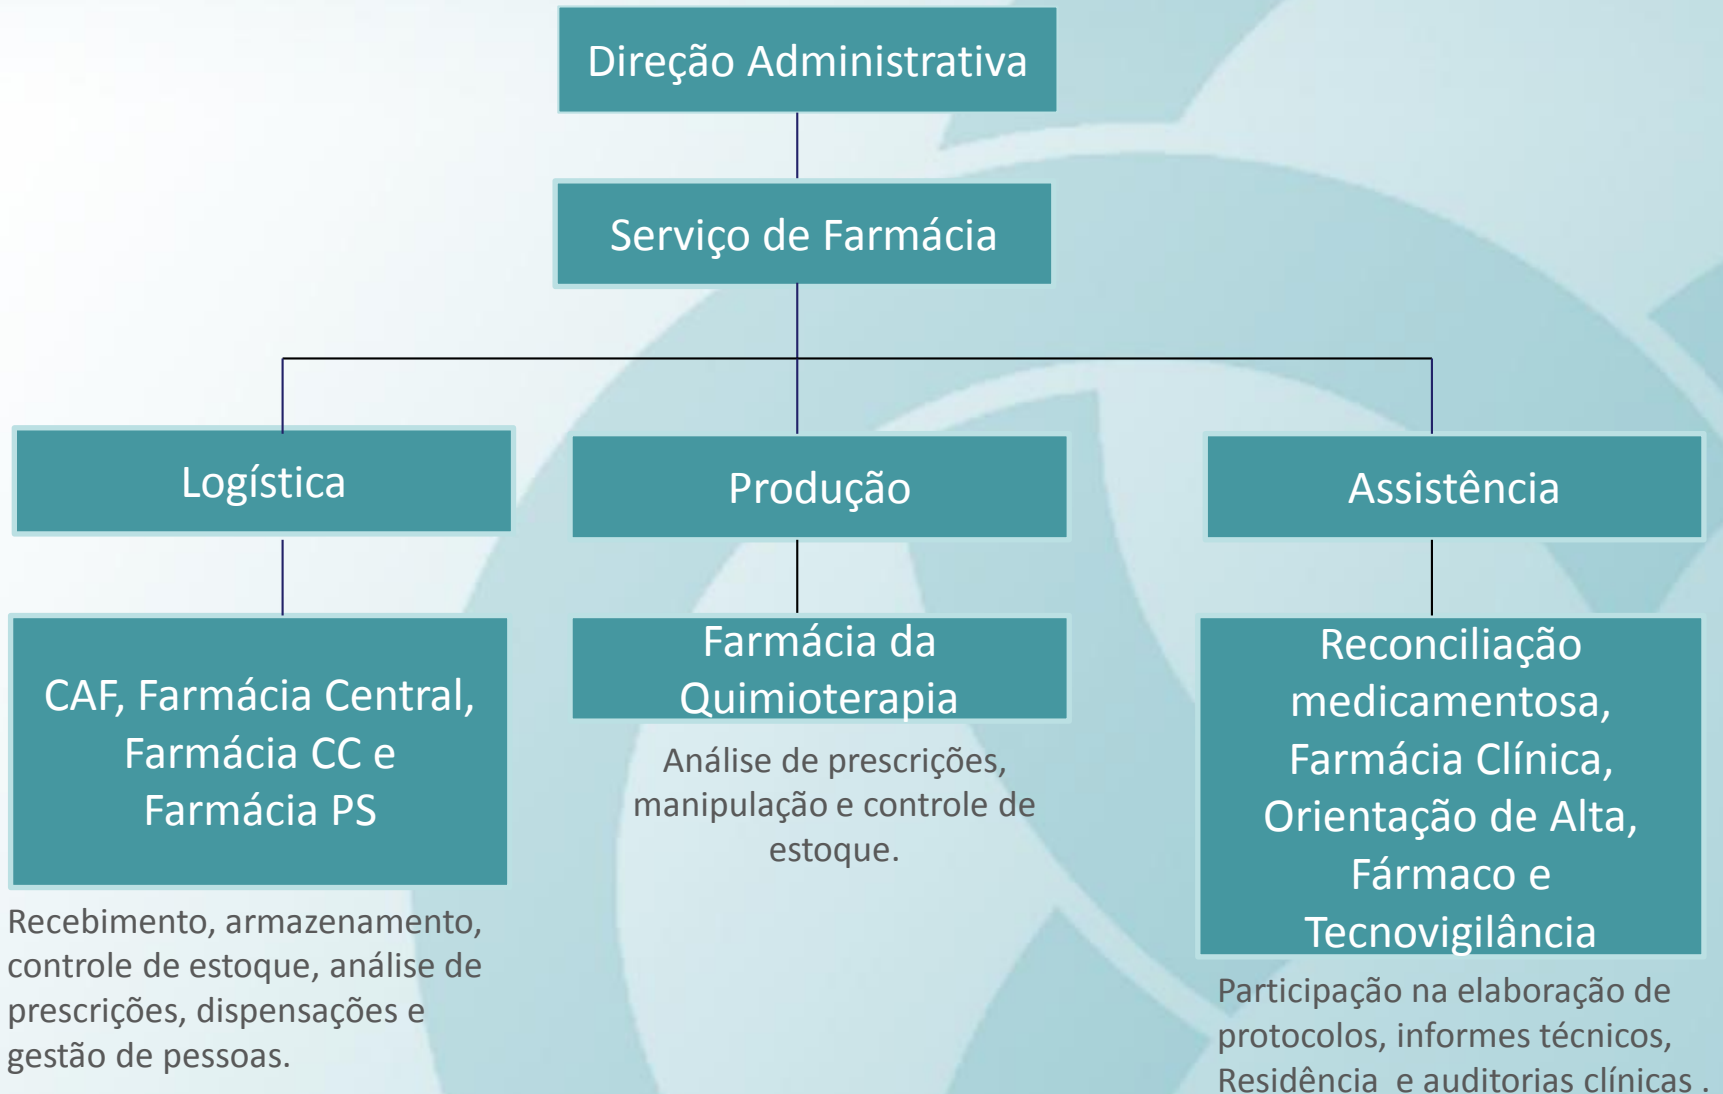 Direção Administrativa
Serviço de Farmácia
Logística
Produção
Assistência
CAF, Farmácia Central,
Farmácia CC e
Farmácia PS
Recebimento, armazenamento,
controle de estoque, análise de
prescrições, dispensações e
gestão de pessoas.
Farmácia da
Quimioterapia
Análise de prescrições,
manipulação e controle de
estoque.
Reconciliação
medicamentosa,
Farmácia Clínica,
Orientação de Alta,
Fármaco e
Tecnovigilância
Participação na elaboração de
protocolos, informes técnicos,
Residência e auditorias clínicas .